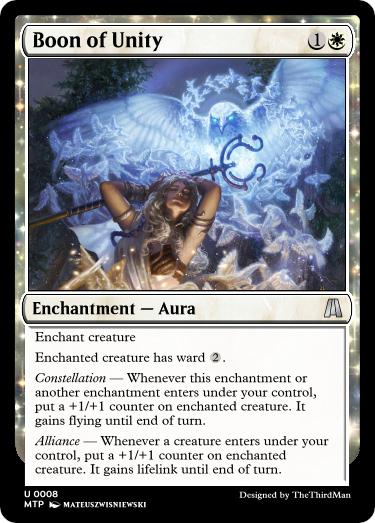 Boon of Unity 1
Enchantment — Aura
Enchant creature
Enchanted creature has ward 2.
Constellation — Whenever this enchantment or
another enchantment enters under your control,
put a +1/+1 counter on enchanted creature. It
gains flying until end of turn.
Alliance — Whenever a creature enters under your
control, put a +1/+1 counter on enchanted
creature. It gains lifelink until end of turn.
U 0008
MTP MATEUSZWISNIEWSKI
Designed by TheThirdMan